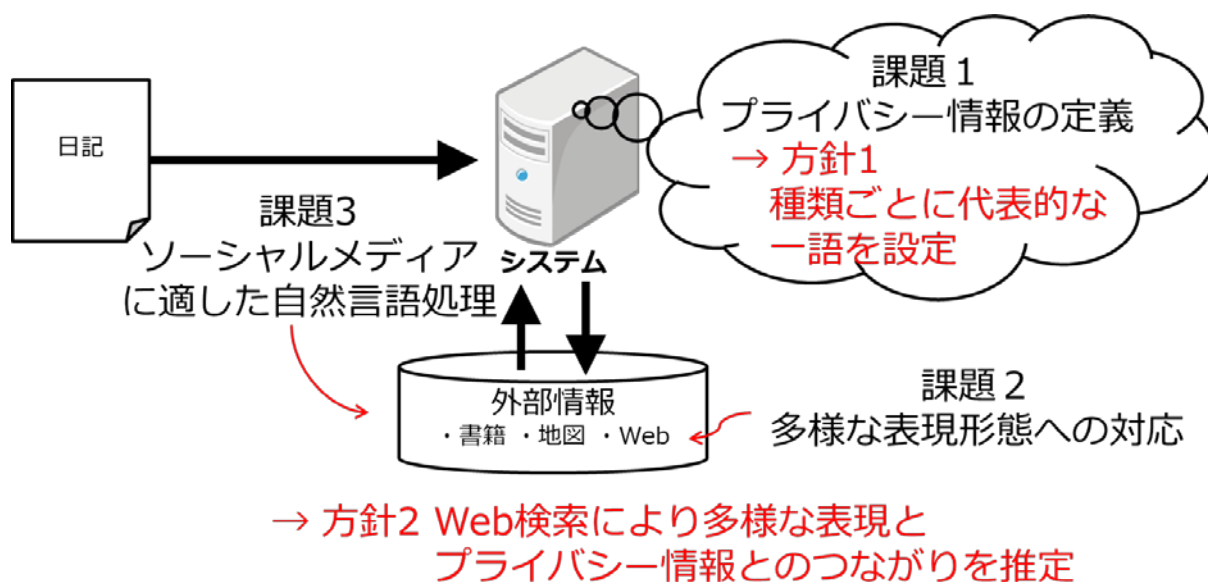 課題１
プライバシー情報の定義
→ 方針1
種類ごとに代表的な
一語を設定
日記
課題3
ソーシャルメディア
に適した自然言語処理
システム
外部情報
・書籍 ・地図 ・Web
課題２
多様な表現形態への対応
→ 方針2 Web検索により多様な表現と
プライバシー情報とのつながりを推定